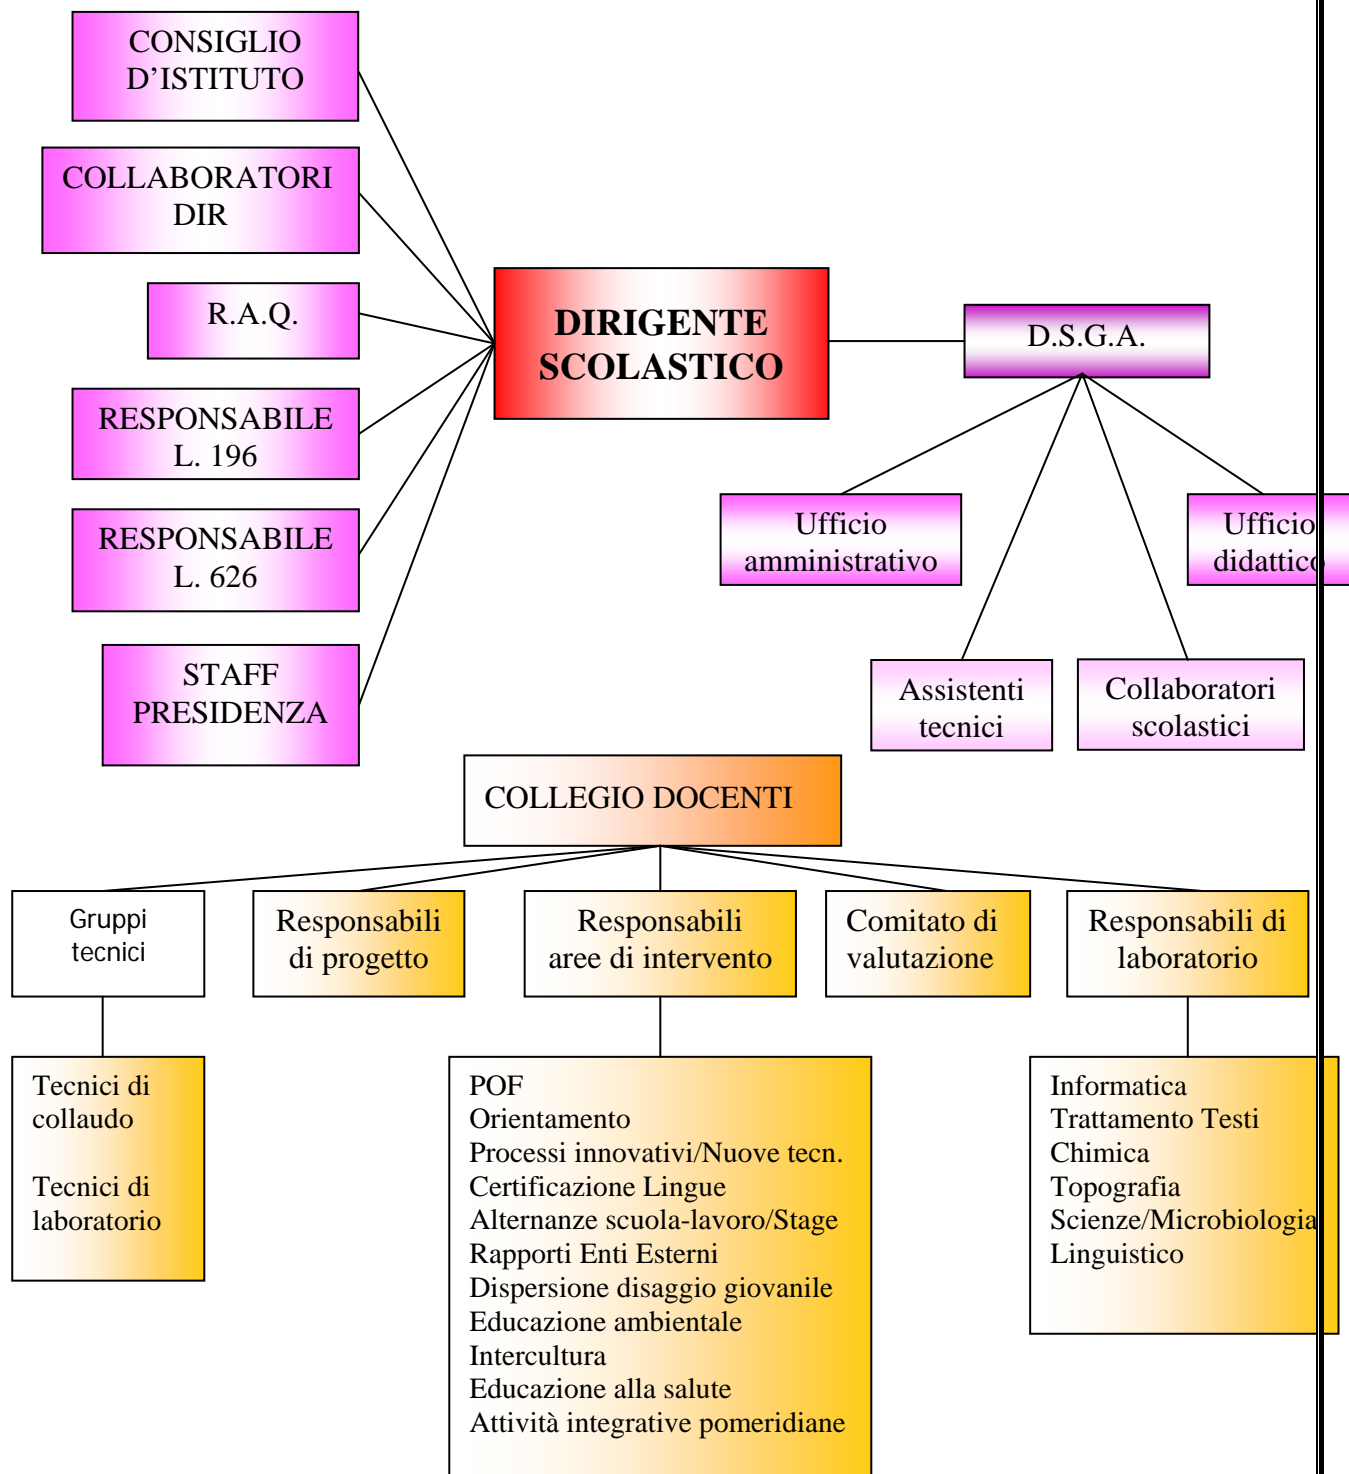 CONSIGLIO
D'ISTITUTO
COLLABORATORI
DIR
R.A.Q.
RESPONSABILE
L. 196
RESPONSABILE
L. 626
STAFF
PRESIDENZA
DIRIGENTE
SCOLASTICO
D.S.G.A.
Ufficio
amministrativo
Ufficio
didattico
Assistenti
tecnici
Collaboratori
scolastici
COLLEGIO DOCENTI
Gruppi
tecnici
Responsabili
di progetto
Responsabili
aree di intervento
Comitato di
valutazione
Responsabili di
laboratorio
Tecnici di
collaudo
Tecnici di
laboratorio
POF
Orientamento
Processi innovativi/Nuove tecn.
Certificazione Lingue
Alternanze scuola-lavoro/Stage
Rapporti Enti Esterni
Dispersione disaggio giovanile
Educazione ambientale
Intercultura
Educazione alla salute
Attività integrative pomeridiane
Informatica
Trattamento Testi
Chimica
Topografia
Scienze/Microbiologia
Linguistico